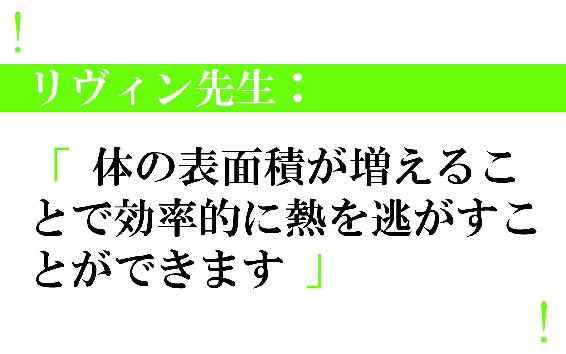 !
リヴィン先生：
「 体の表面積が増えるこ
とで効率的に熱を逃がすこ
とができます 」
!